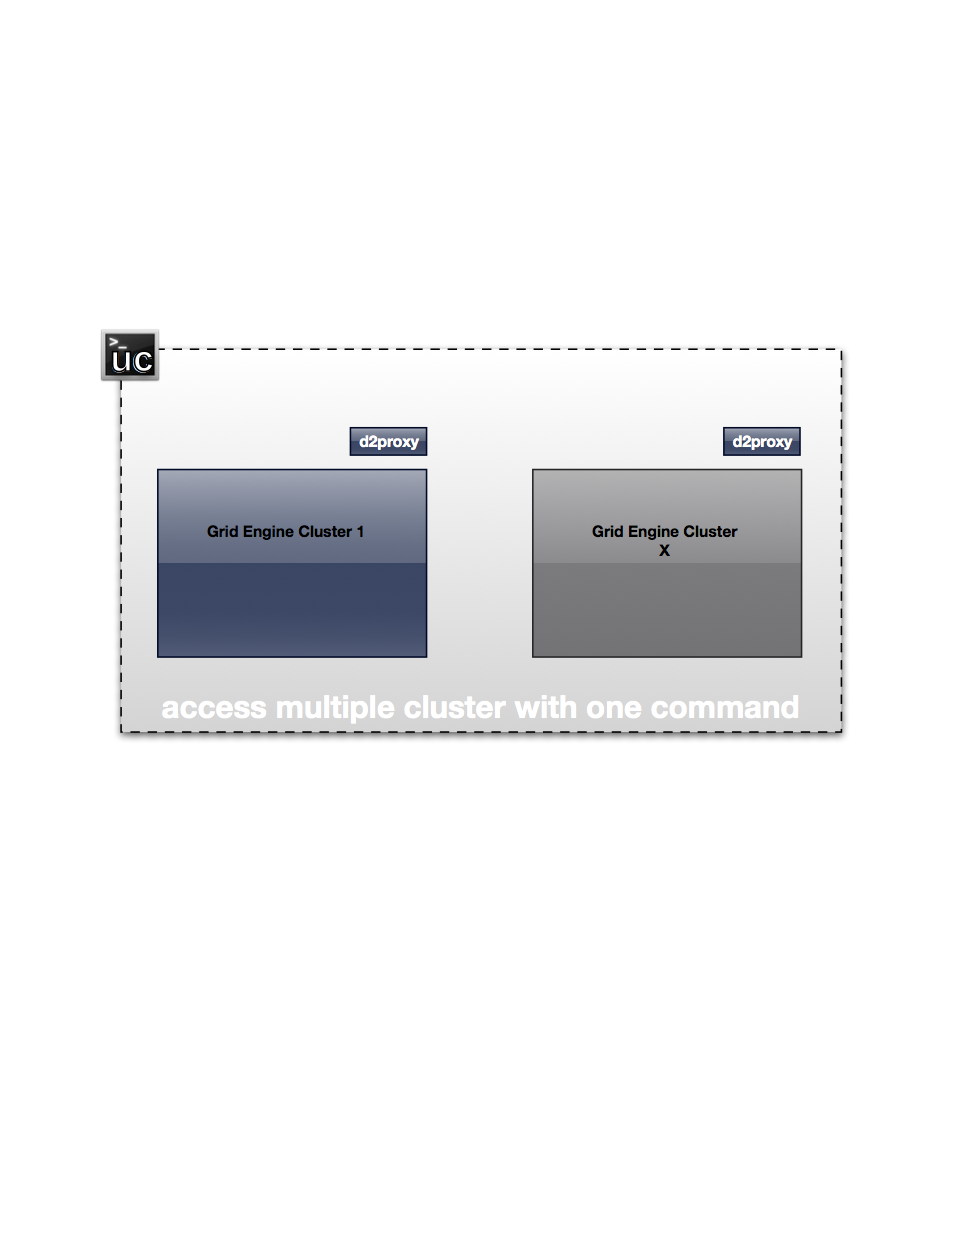 >_
uc
d2proxy
d2proxy
Grid Engine Cluster 1
Grid Engine Cluster
X
access multiple cluster with one command